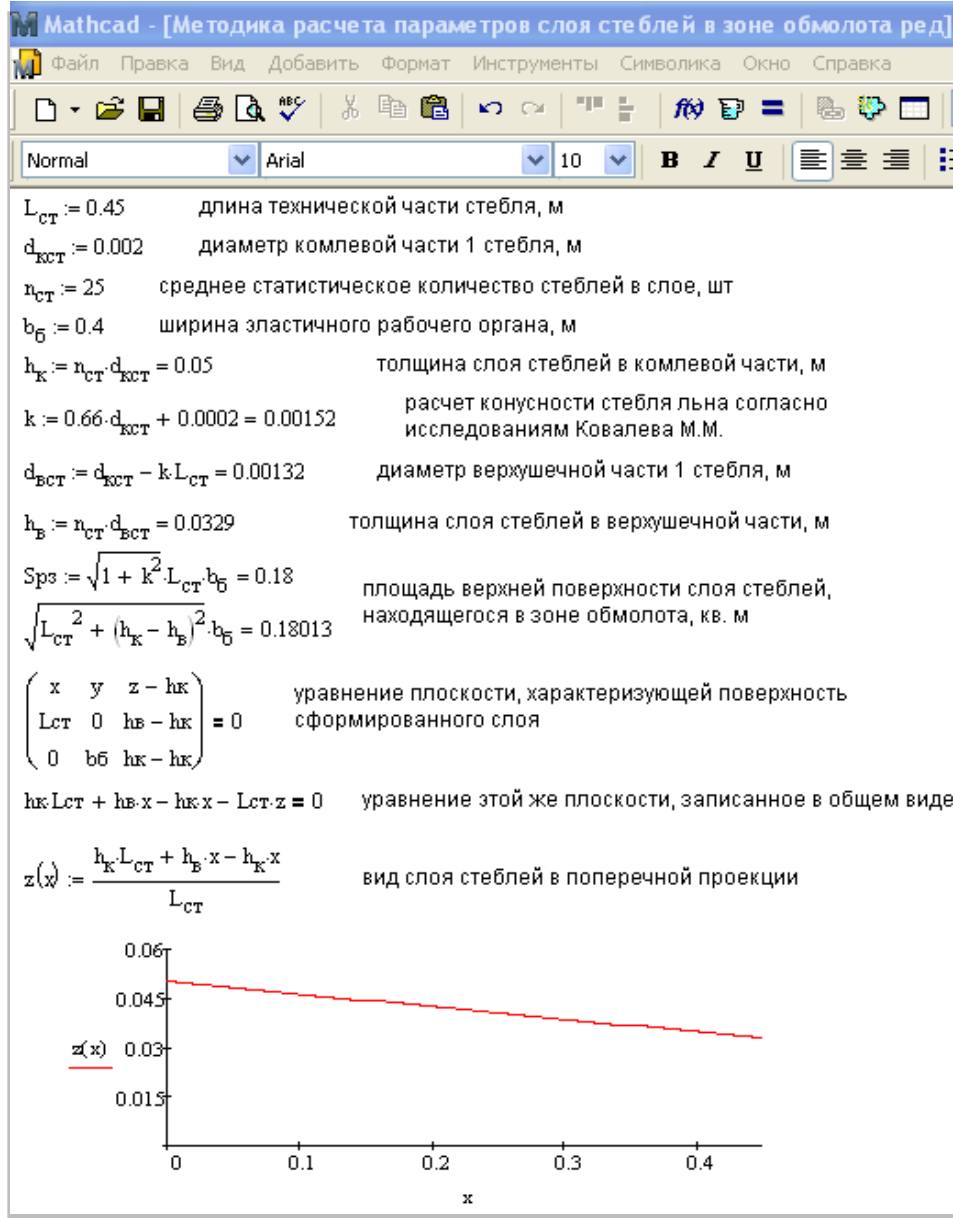 Mathcad - [Методика расчета параметров слоя стеблей в зоне обмолота ред]
Файл Правка Вид Добавить Формат Инструменты Символика Окно Справка
Normal Arial 10 B I U
Lст := 0.45 длина технической части стебля, м
dкст := 0.002 диаметр комлевой части 1 стебля, м
nст := 25 среднее статистическое количество стеблей в слое, шт
bб := 0.4 ширина эластичного рабочего органа, м
hк := nст·dкст = 0.05 толщина слоя стеблей в комлевой части, м
k := 0.66·dкст + 0.0002 = 0.00152 расчет конусности стебля льна согласно
исследованиям Ковалева М.М.
dвст := dкст − k·Lст = 0.00132 диаметр верхушечной части 1 стебля, м
hв := nст·dвст = 0.0329 толщина слоя стеблей в верхушечной части, м
Spз := √(1 + k²)·Lст·bб = 0.18
площадь верхней поверхности слоя стеблей,
находящегося в зоне обмолота, кв. м
√(Lст² + (hк − hв)²)·bб = 0.18013
( x y z − hк )
( Lст 0 hв − hк ) = 0
( 0 bб hк − hк )
уравнение плоскости, характеризующей поверхность
сформированного слоя
hк·Lст + hв·x − hк·x − Lст·z = 0 уравнение этой же плоскости, записанное в общем виде
z(x) := (hк·Lст + hв·x − hк·x) / Lст вид слоя стеблей в поперечной проекции
0.06
0.045
z(x) 0.03
0.015
0 0.1 0.2 0.3 0.4
x